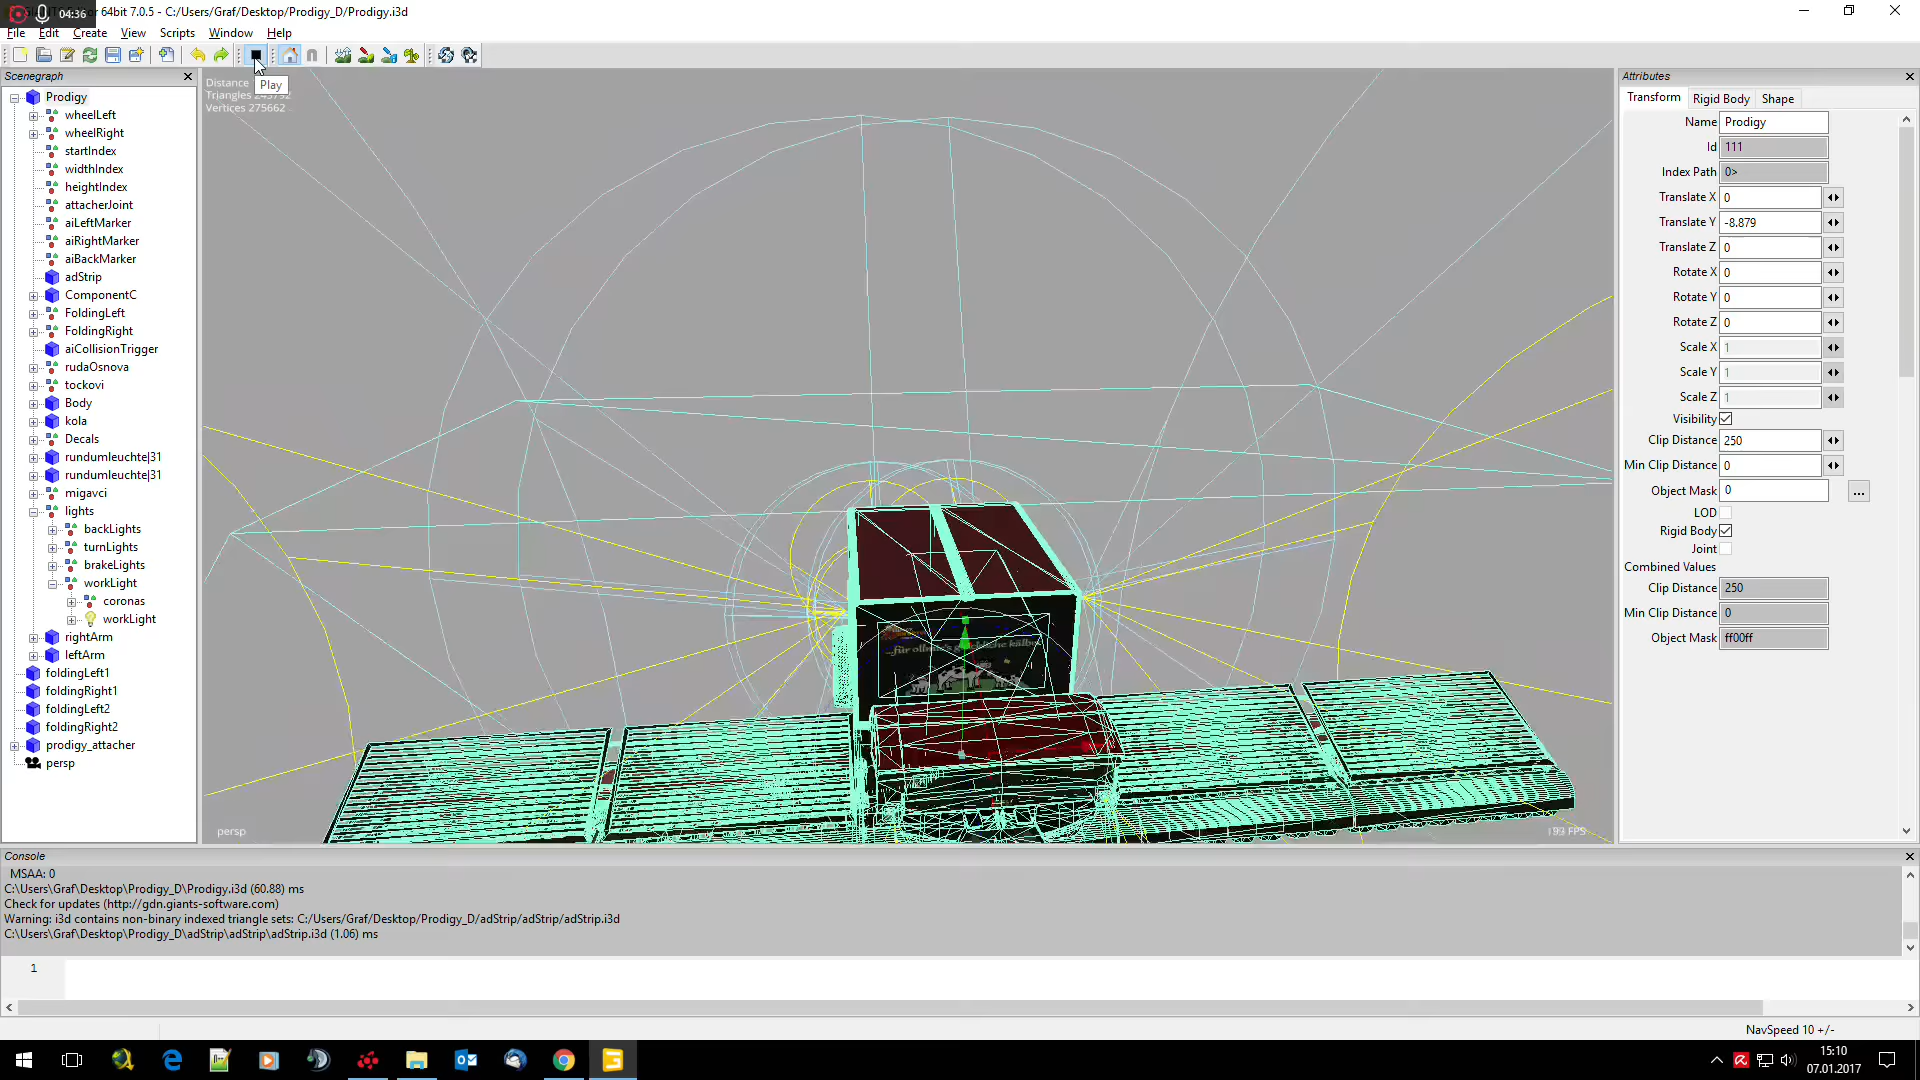 04:36
64bit 7.0.5 - C:/Users/Graf/Desktop/Prodigy_D/Prodigy.i3d
File Edit Create View Scripts Window Help
Scenegraph
Prodigy
wheelLeft
wheelRight
startIndex
widthIndex
heightIndex
attacherJoint
aiLeftMarker
aiRightMarker
aiBackMarker
adStrip
ComponentC
FoldingLeft
FoldingRight
aiCollisionTrigger
rudaOsnova
tockovi
Body
kola
Decals
rundumleuchte|31
rundumleuchte|31
migavci
lights
backLights
turnLights
brakeLights
workLight
coronas
workLight
rightArm
leftArm
foldingLeft1
foldingRight1
foldingLeft2
foldingRight2
prodigy_attacher
persp
Distance
Play
Triangles
Vertices 275662
persp
FPS
Attributes
Transform Rigid Body Shape
Name Prodigy
Id 111
Index Path 0>
Translate X 0
Translate Y -8.879
Translate Z 0
Rotate X 0
Rotate Y 0
Rotate Z 0
Scale X 1
Scale Y 1
Scale Z 1
Visibility
Clip Distance 250
Min Clip Distance 0
Object Mask 0 ...
LOD
Rigid Body
Joint
Combined Values
Clip Distance 250
Min Clip Distance 0
Object Mask ff00ff
Console
MSAA: 0
C:\Users\Graf\Desktop\Prodigy_D\Prodigy.i3d (60.88) ms
Check for updates (http://gdn.giants-software.com)
Warning: i3d contains non-binary indexed triangle sets: C:/Users/Graf/Desktop/Prodigy_D/adStrip/adStrip/adStrip.i3d
C:\Users\Graf\Desktop\Prodigy_D\adStrip\adStrip\adStrip.i3d (1.06) ms
1
NavSpeed 10 +/-
15:10
07.01.2017